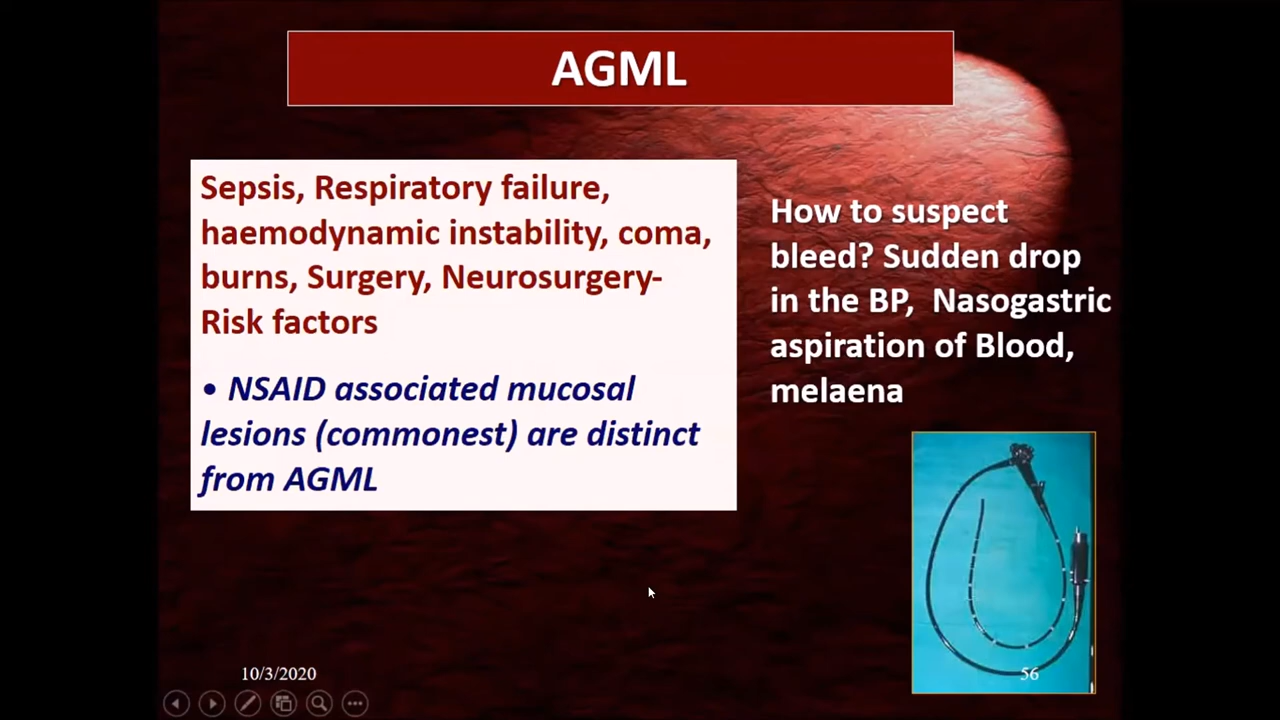 AGML
Sepsis, Respiratory failure,
haemodynamic instability, coma,
burns, Surgery, Neurosurgery-
Risk factors
• NSAID associated mucosal
lesions (commonest) are distinct
from AGML
How to suspect
bleed? Sudden drop
in the BP, Nasogastric
aspiration of Blood,
melaena
10/3/2020
56